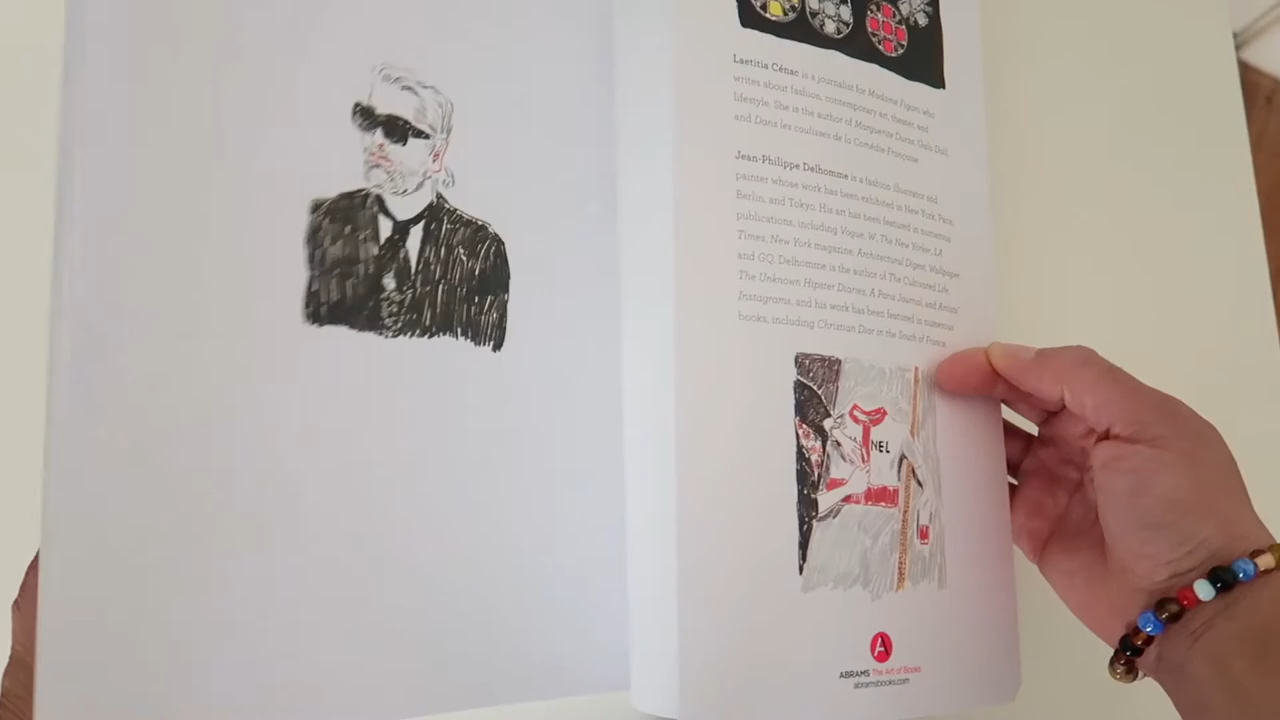 Laetitia Cénac is a journalist for Madame Figaro who
writes about fashion, contemporary art, theater, and
lifestyle. She is the author of Marguerite Duras, Gala Dalí,
and Dans les coulisses de la Comédie-Française
Jean-Philippe Delhomme is a fashion illustrator and
painter whose work has been exhibited in New York, Paris,
Berlin, and Tokyo. His art has been featured in numerous
publications, including Vogue, W, The New Yorker, LA
Times, New York magazine, Architectural Digest, Wallpaper
and GQ. Delhomme is the author of The Cultivated Life,
The Unknown Hipster Diaries, A Paris Journal, and Artists'
Instagrams, and his work has been featured in numerous
books, including Christian Dior in the South of France.
NEL
A
ABRAMS The Art of Books
abramsbooks.com